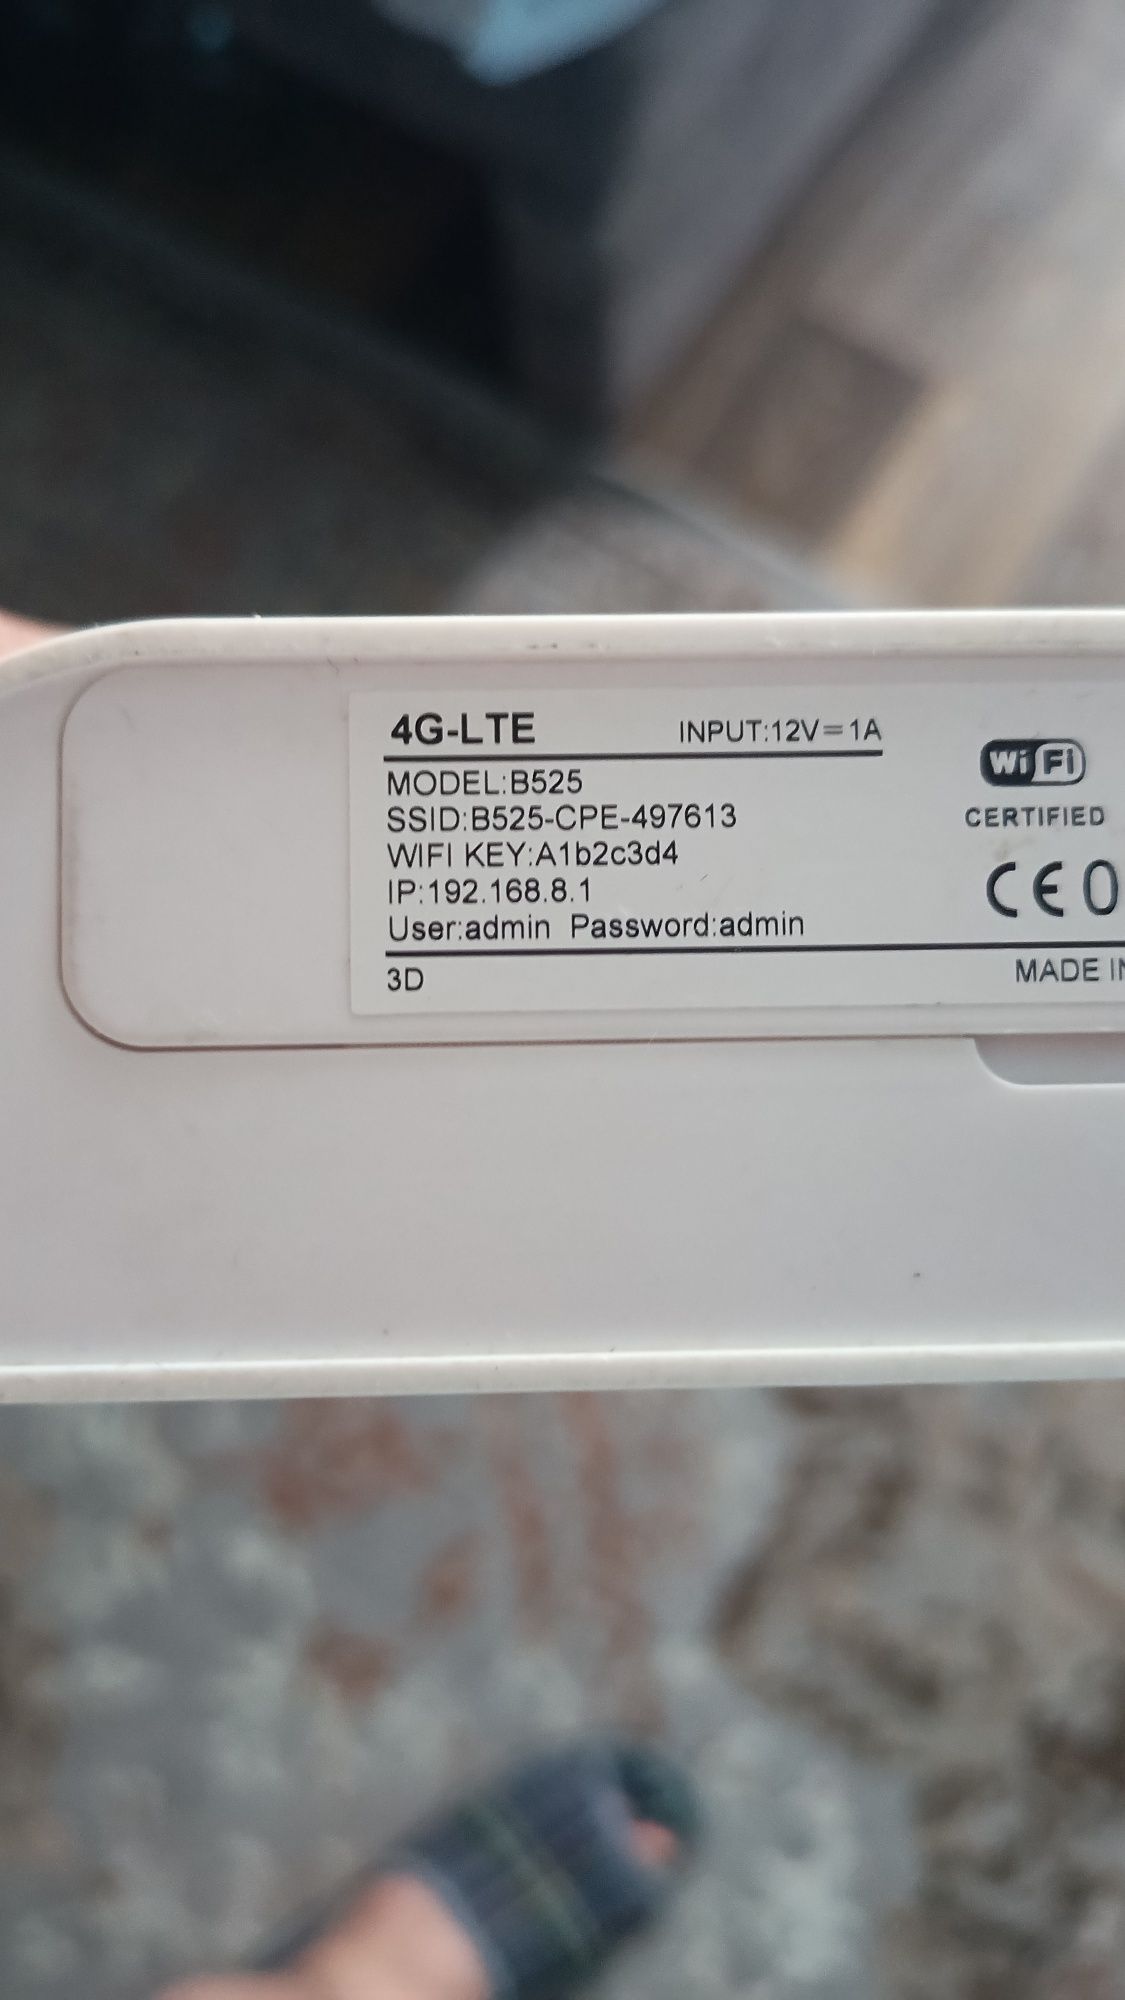 4G-LTE INPUT:12V⎓1A
MODEL:B525
SSID:B525-CPE-497613
WIFI KEY:A1b2c3d4
IP:192.168.8.1
User:admin Password:admin
3D
WiFi
CERTIFIED
CE0
MADE IN